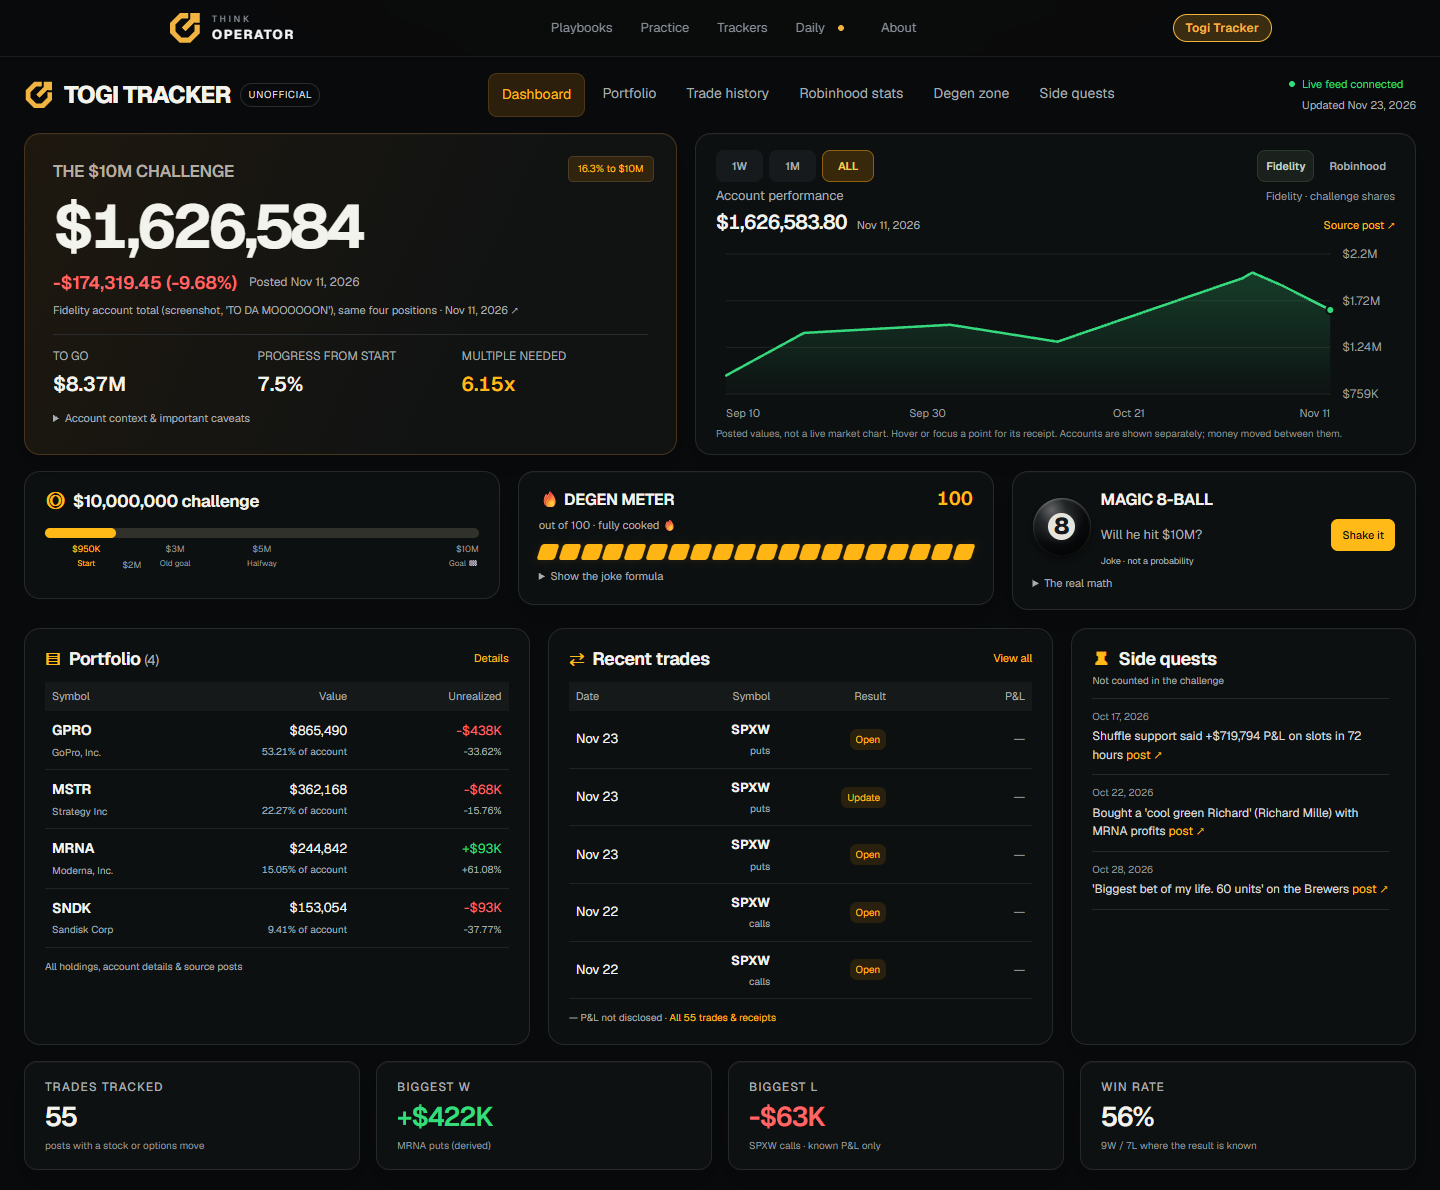 THINK
OPERATOR
Playbooks
Practice
Trackers
Daily
About
Togi Tracker
TOGI TRACKER
UNOFFICIAL
Dashboard
Portfolio
Trade history
Robinhood stats
Degen zone
Side quests
Live feed connected
Updated Nov 23, 2026
THE $10M CHALLENGE
16.3% to $10M
$1,626,584
-$174,319.45 (-9.68%) Posted Nov 11, 2026
Fidelity account total (screenshot, 'TO DA MOOOOOON'), same four positions · Nov 11, 2026 ↗
TO GO
$8.37M
PROGRESS FROM START
7.5%
MULTIPLE NEEDED
6.15x
Account context & important caveats
1W
1M
ALL
Fidelity
Robinhood
Account performance
Fidelity · challenge shares
$1,626,583.80 Nov 11, 2026
Source post ↗
$2.2M
$1.72M
$1.24M
$759K
Sep 10
Sep 30
Oct 21
Nov 11
Posted values, not a live market chart. Hover or focus a point for its receipt. Accounts are shown separately; money moved between them.
$10,000,000 challenge
$950K
Start
$2M
$3M
Old goal
$5M
Halfway
$10M
Goal
DEGEN METER
100
out of 100 · fully cooked
Show the joke formula
8
MAGIC 8-BALL
Will he hit $10M?
Joke · not a probability
Shake it
The real math
Portfolio (4)
Details
Symbol Value Unrealized
GPRO $865,490 -$438K
GoPro, Inc. 53.21% of account -33.62%
MSTR $362,168 -$68K
Strategy Inc 22.27% of account -15.76%
MRNA $244,842 +$93K
Moderna, Inc. 15.05% of account +61.08%
SNDK $153,054 -$93K
Sandisk Corp 9.41% of account -37.77%
All holdings, account details & source posts
Recent trades
View all
Date Symbol Result P&L
Nov 23 SPXW puts Open —
Nov 23 SPXW puts Update —
Nov 23 SPXW puts Open —
Nov 22 SPXW calls Open —
Nov 22 SPXW calls Open —
— P&L not disclosed · All 55 trades & receipts
Side quests
Not counted in the challenge
Oct 17, 2026
Shuffle support said +$719,794 P&L on slots in 72
hours post ↗
Oct 22, 2026
Bought a 'cool green Richard' (Richard Mille) with
MRNA profits post ↗
Oct 28, 2026
'Biggest bet of my life. 60 units' on the Brewers post ↗
TRADES TRACKED
55
posts with a stock or options move
BIGGEST W
+$422K
MRNA puts (derived)
BIGGEST L
-$63K
SPXW calls · known P&L only
WIN RATE
56%
9W / 7L where the result is known